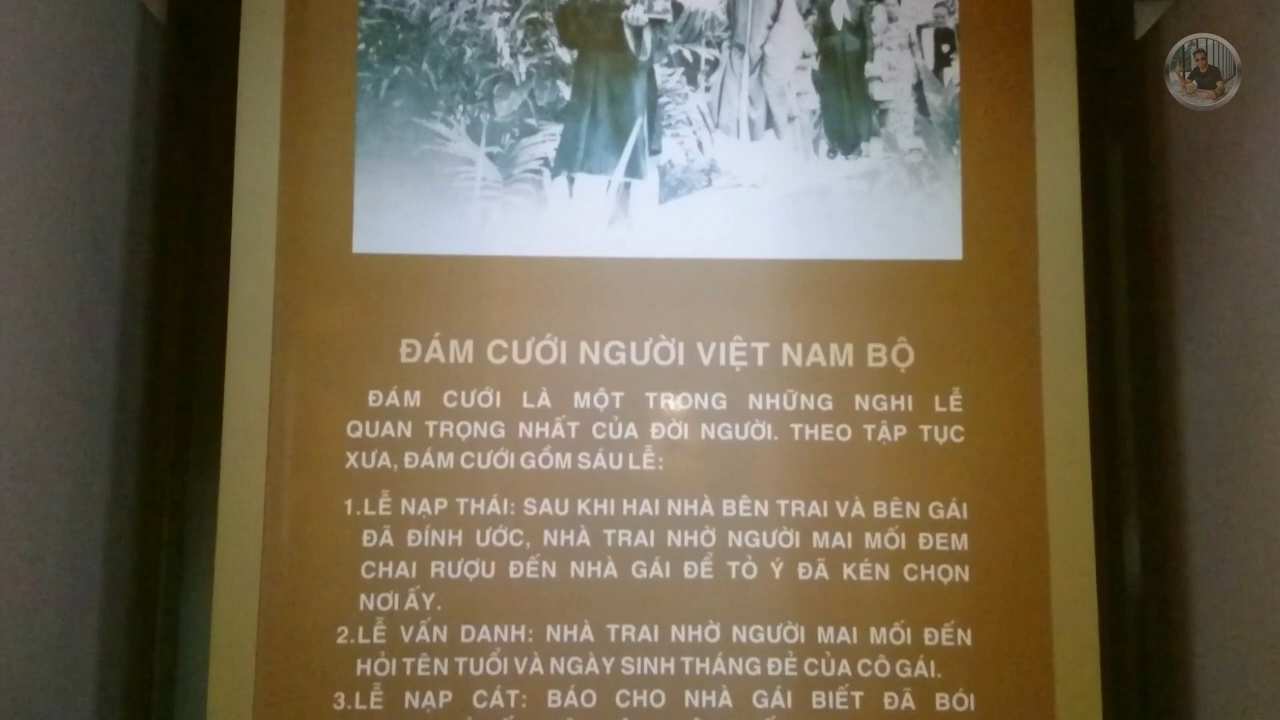 ĐÁM CƯỚI NGƯỜI VIỆT NAM BỘ
ĐÁM CƯỚI LÀ MỘT TRONG NHỮNG NGHI LỄ
QUAN TRỌNG NHẤT CỦA ĐỜI NGƯỜI. THEO TẬP TỤC
XƯA, ĐÁM CƯỚI GỒM SÁU LỄ:
1.LỄ NẠP THÁI: SAU KHI HAI NHÀ BÊN TRAI VÀ BÊN GÁI
ĐÃ ĐÍNH ƯỚC, NHÀ TRAI NHỜ NGƯỜI MAI MỐI ĐEM
CHAI RƯỢU ĐẾN NHÀ GÁI ĐỂ TỎ Ý ĐÃ KÉN CHỌN
NƠI ẤY.
2.LỄ VẤN DANH: NHÀ TRAI NHỜ NGƯỜI MAI MỐI ĐẾN
HỎI TÊN TUỔI VÀ NGÀY SINH THÁNG ĐẺ CỦA CÔ GÁI.
3.LỄ NẠP CÁT: BÁO CHO NHÀ GÁI BIẾT ĐÃ BÓI